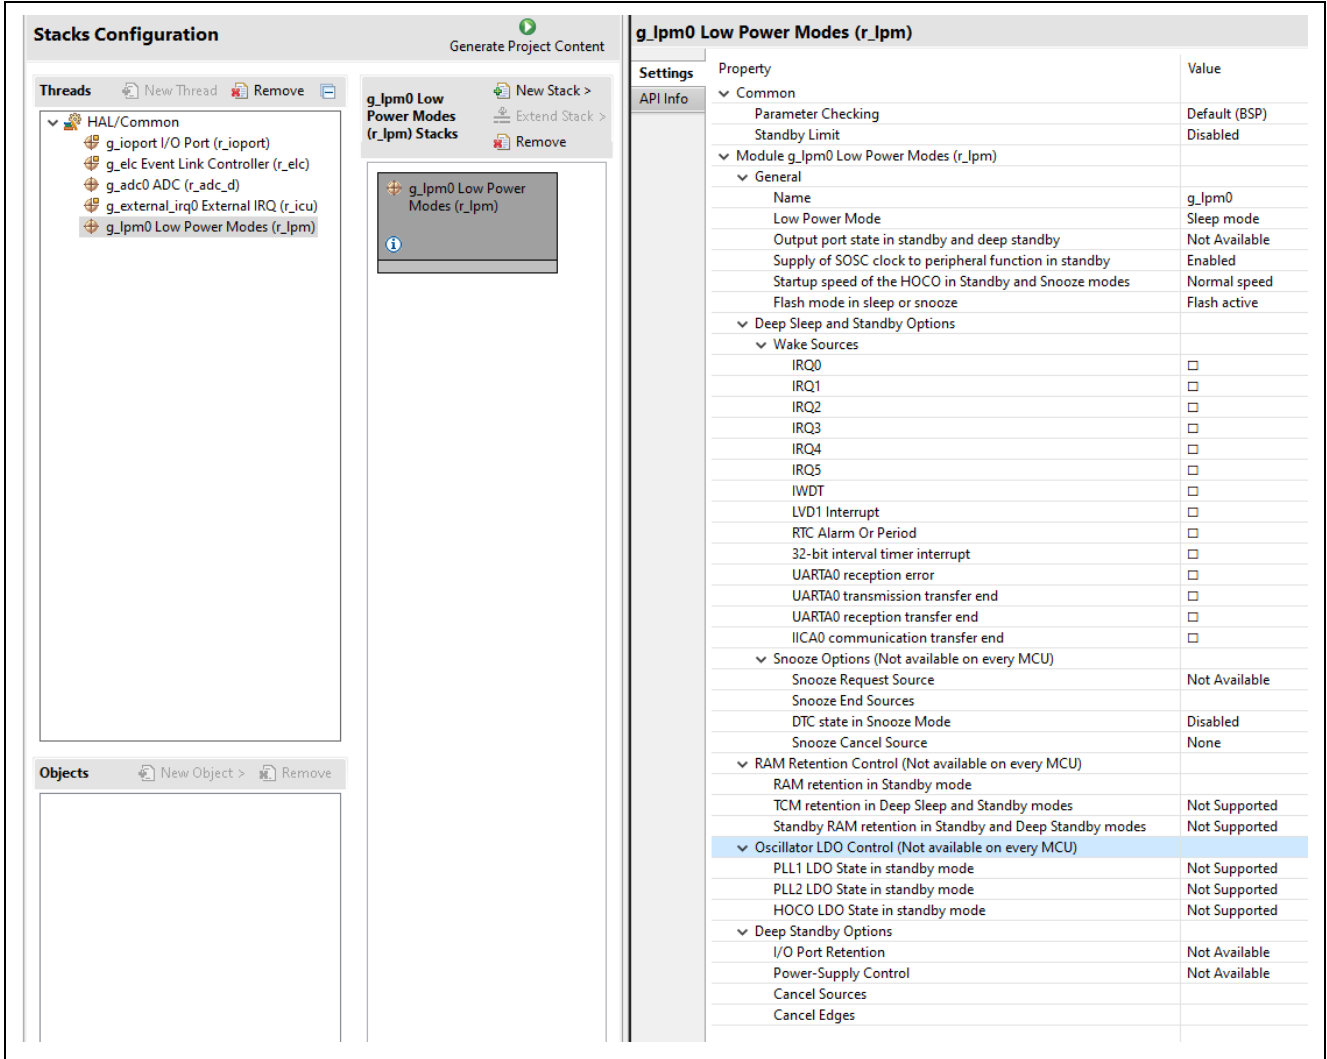 Stacks Configuration
Generate Project Content
Threads
New Thread
Remove
HAL/Common
g_ioport I/O Port (r_ioport)
g_elc Event Link Controller (r_elc)
g_adc0 ADC (r_adc_d)
g_external_irq0 External IRQ (r_icu)
g_lpm0 Low Power Modes (r_lpm)
Objects
New Object >
Remove
g_lpm0 Low
Power Modes
(r_lpm) Stacks
New Stack >
Extend Stack >
Remove
g_lpm0 Low Power
Modes (r_lpm)
g_lpm0 Low Power Modes (r_lpm)
Settings
API Info
Property Value
Common
Parameter Checking Default (BSP)
Standby Limit Disabled
Module g_lpm0 Low Power Modes (r_lpm)
General
Name g_lpm0
Low Power Mode Sleep mode
Output port state in standby and deep standby Not Available
Supply of SOSC clock to peripheral function in standby Enabled
Startup speed of the HOCO in Standby and Snooze modes Normal speed
Flash mode in sleep or snooze Flash active
Deep Sleep and Standby Options
Wake Sources
IRQ0
IRQ1
IRQ2
IRQ3
IRQ4
IRQ5
IWDT
LVD1 Interrupt
RTC Alarm Or Period
32-bit interval timer interrupt
UARTA0 reception error
UARTA0 transmission transfer end
UARTA0 reception transfer end
IICA0 communication transfer end
Snooze Options (Not available on every MCU)
Snooze Request Source Not Available
Snooze End Sources
DTC state in Snooze Mode Disabled
Snooze Cancel Source None
RAM Retention Control (Not available on every MCU)
RAM retention in Standby mode
TCM retention in Deep Sleep and Standby modes Not Supported
Standby RAM retention in Standby and Deep Standby modes Not Supported
Oscillator LDO Control (Not available on every MCU)
PLL1 LDO State in standby mode Not Supported
PLL2 LDO State in standby mode Not Supported
HOCO LDO State in standby mode Not Supported
Deep Standby Options
I/O Port Retention Not Available
Power-Supply Control Not Available
Cancel Sources
Cancel Edges